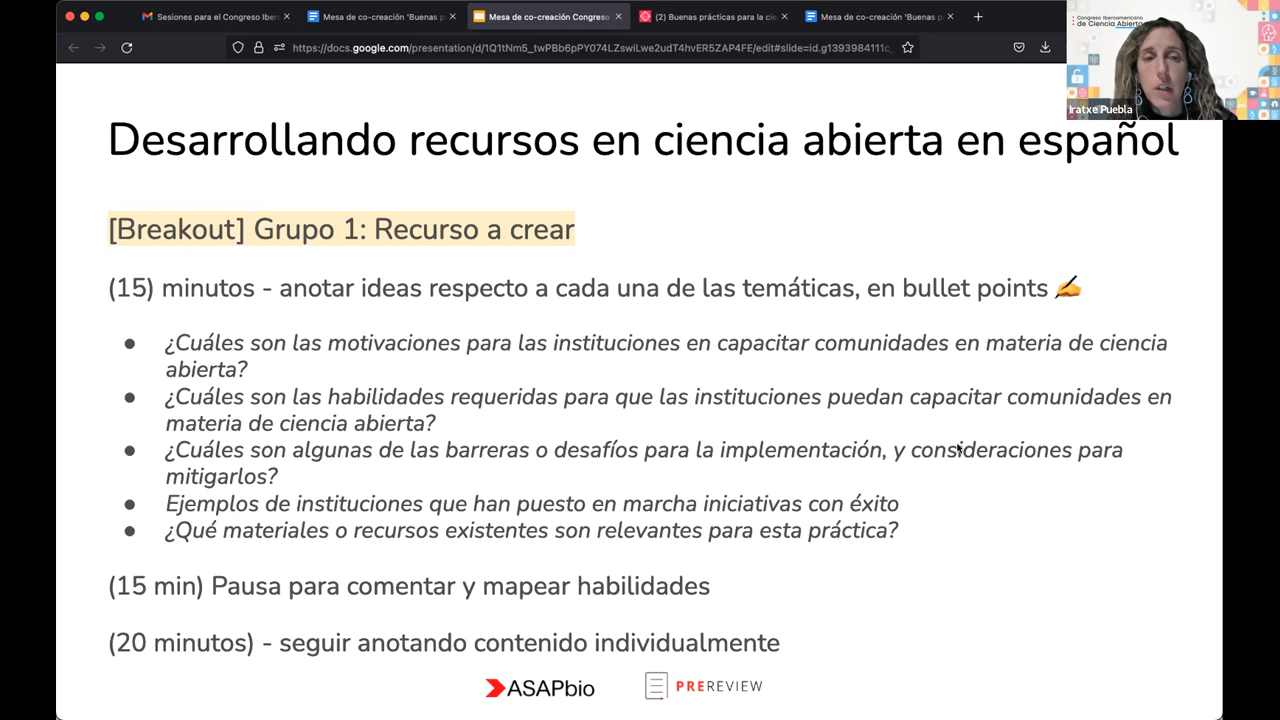 Sesiones para el Congreso Iber
Mesa de co-creación "Buenas p
Mesa de co-creación Congreso
(2) Buenas prácticas para la cie
Mesa de co-creación 'Buenas p
https://docs.google.com/presentation/d/1Q1tNm5_twPBb6pPY074LZswiLwe2udT4hvER5ZAP4FE/edit#slide=id.g1393984111c_
Congreso Iberoamericano
de Ciencia Abierta
Iratxe Puebla
Desarrollando recursos en ciencia abierta en español
[Breakout] Grupo 1: Recurso a crear
(15) minutos - anotar ideas respecto a cada una de las temáticas, en bullet points ✍️
● ¿Cuáles son las motivaciones para las instituciones en capacitar comunidades en materia de ciencia
abierta?
● ¿Cuáles son las habilidades requeridas para que las instituciones puedan capacitar comunidades en
materia de ciencia abierta?
● ¿Cuáles son algunas de las barreras o desafíos para la implementación, y consideraciones para
mitigarlos?
● Ejemplos de instituciones que han puesto en marcha iniciativas con éxito
● ¿Qué materiales o recursos existentes son relevantes para esta práctica?
(15 min) Pausa para comentar y mapear habilidades
(20 minutos) - seguir anotando contenido individualmente
ASAPbio
PREREVIEW